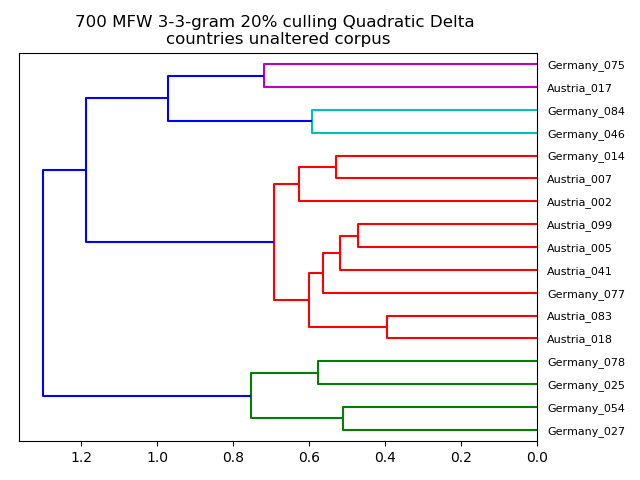 700 MFW 3-3-gram 20% culling Quadratic Delta
countries unaltered corpus
Germany_075
Austria_017
Germany_084
Germany_046
Germany_014
Austria_007
Austria_002
Austria_099
Austria_005
Austria_041
Germany_077
Austria_083
Austria_018
Germany_078
Germany_025
Germany_054
Germany_027
1.2 1.0 0.8 0.6 0.4 0.2 0.0